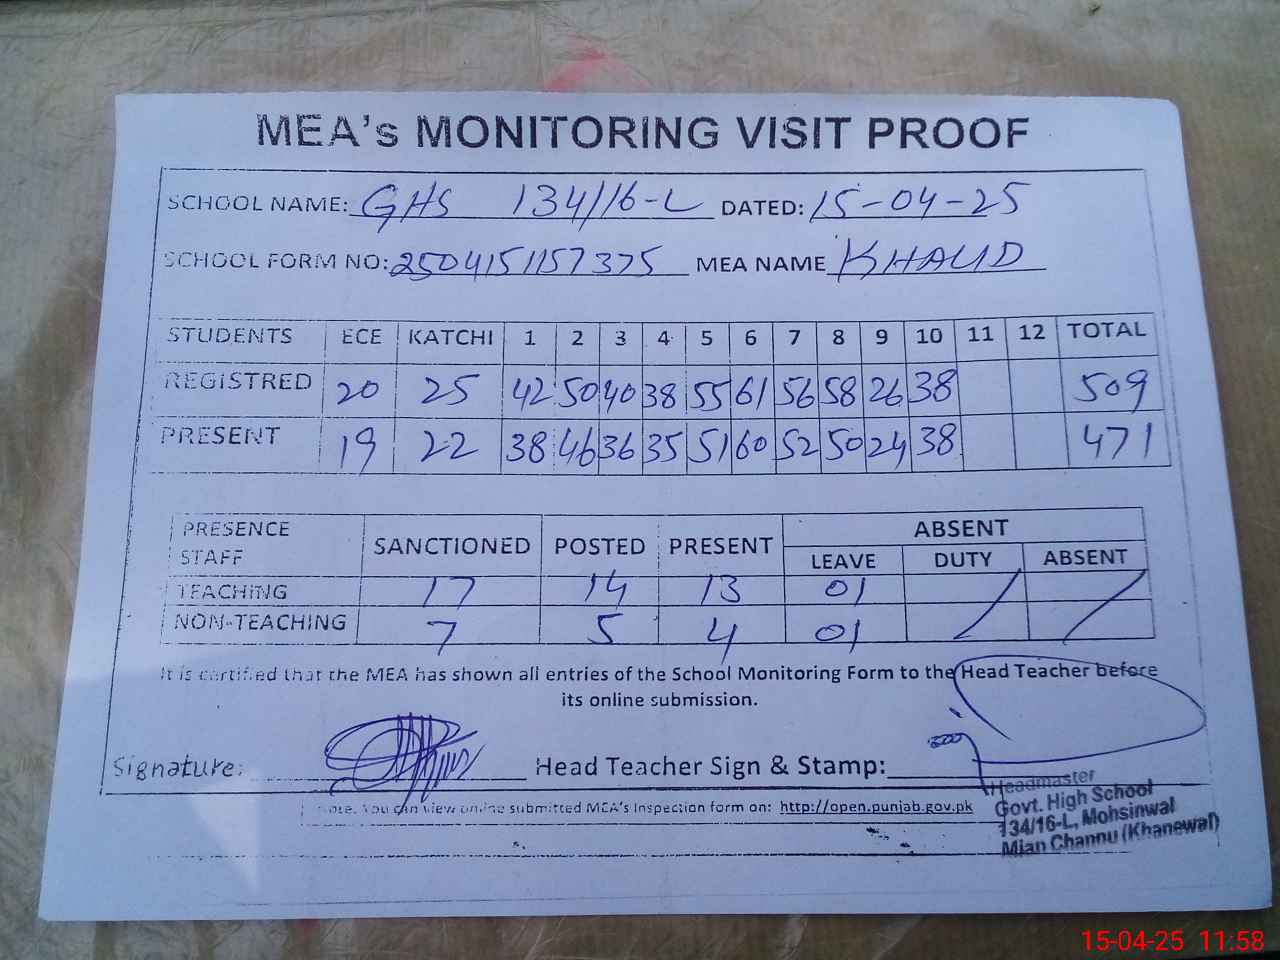 MEA's MONITORING VISIT PROOF
SCHOOL NAME: GHS 134/16-L DATED: 15-04-25
SCHOOL FORM NO: 2504151157375 MEA NAME KHALID
STUDENTS ECE KATCHI 1 2 3 4 5 6 7 8 9 10 11 12 TOTAL
REGISTRED 20 25 42 50 40 38 55 61 56 58 26 38 509
PRESENT 19 22 38 46 36 35 51 60 52 50 24 38 471
PRESENCE STAFF SANCTIONED POSTED PRESENT ABSENT
LEAVE DUTY ABSENT
TEACHING 17 14 13 01
NON-TEACHING 7 5 4 01
It is certified that the MEA has shown all entries of the School Monitoring Form to the Head Teacher before
its online submission.
Signature: Head Teacher Sign & Stamp:
Note. You can view online submitted MEA's Inspection form on: http://open.punjab.gov.pk
Headmaster
Govt. High School
134/16-L, Mohsinwal
Mian Channu (Khanewal)
15-04-25 11:58